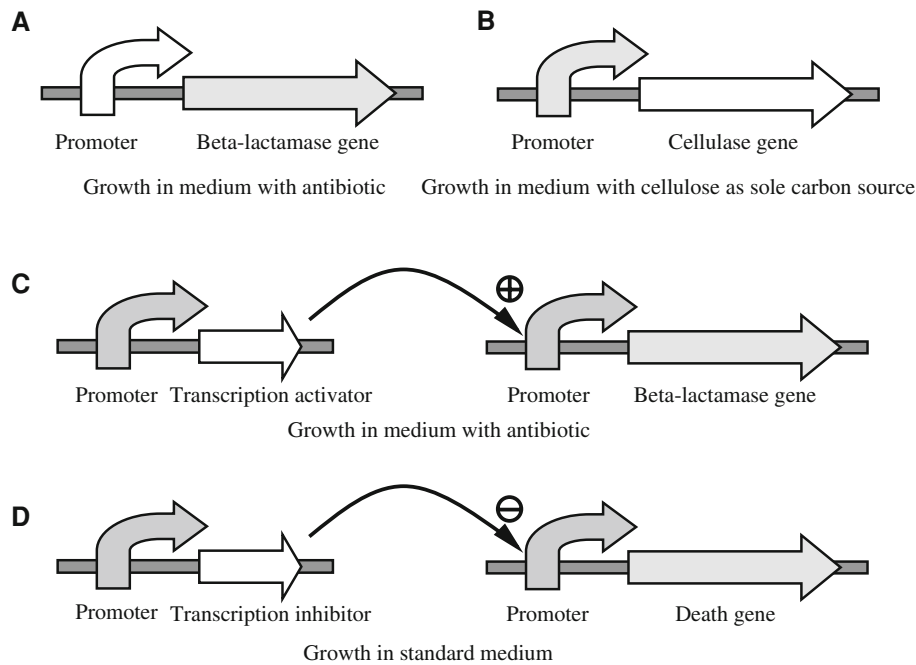 A
Promoter Beta-lactamase gene
Growth in medium with antibiotic
B
Promoter Cellulase gene
Growth in medium with cellulose as sole carbon source
C
+
Promoter Transcription activator Promoter Beta-lactamase gene
Growth in medium with antibiotic
D
−
Promoter Transcription inhibitor Promoter Death gene
Growth in standard medium